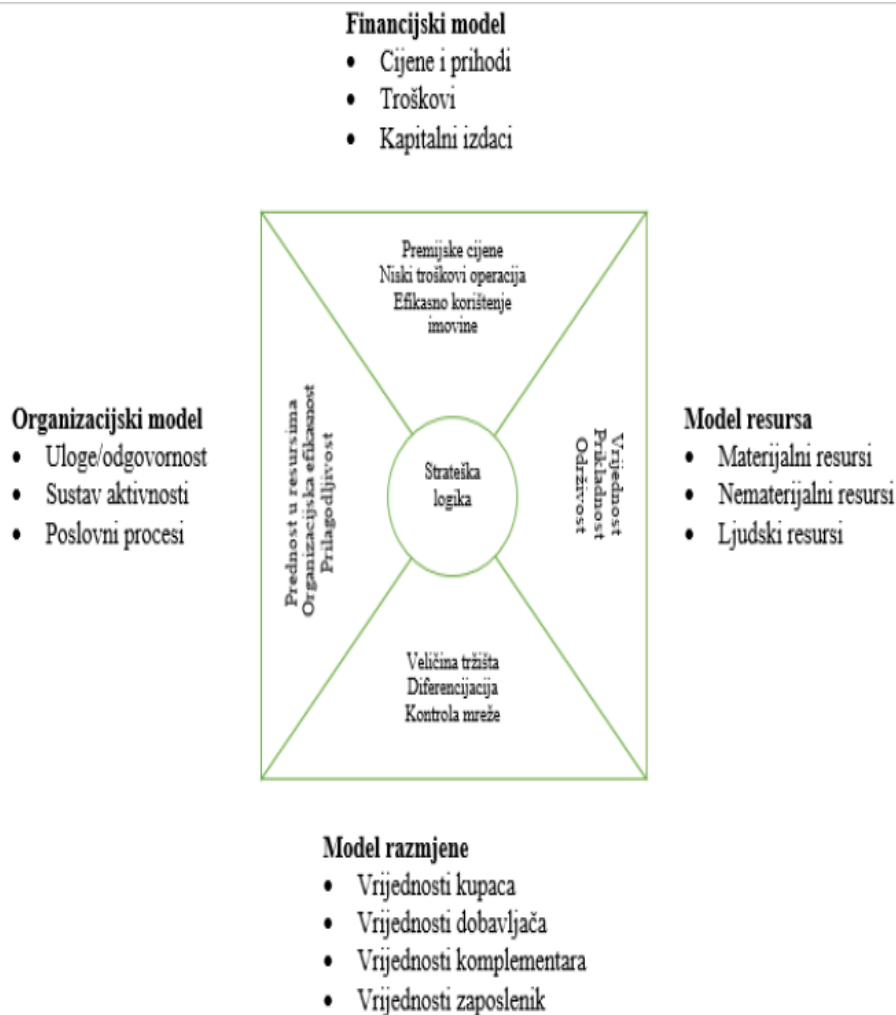 Financijski model
• Cijene i prihodi
• Troškovi
• Kapitalni izdaci
Premijske cijene
Niski troškovi operacija
Efikasno korištenje
imovine
Organizacijski model
• Uloge/odgovornost
• Sustav aktivnosti
• Poslovni procesi
Prednost u resursima
Organizacijska efikasnost
Prilagodljivost
Strateška
logika
Vrijednost
Prikladnost
Održivost
Model resursa
• Materijalni resursi
• Nematerijalni resursi
• Ljudski resursi
Veličina tržišta
Diferencijacija
Kontrola mreže
Model razmjene
• Vrijednosti kupaca
• Vrijednosti dobavljača
• Vrijednosti komplementara
• Vrijednosti zaposlenik